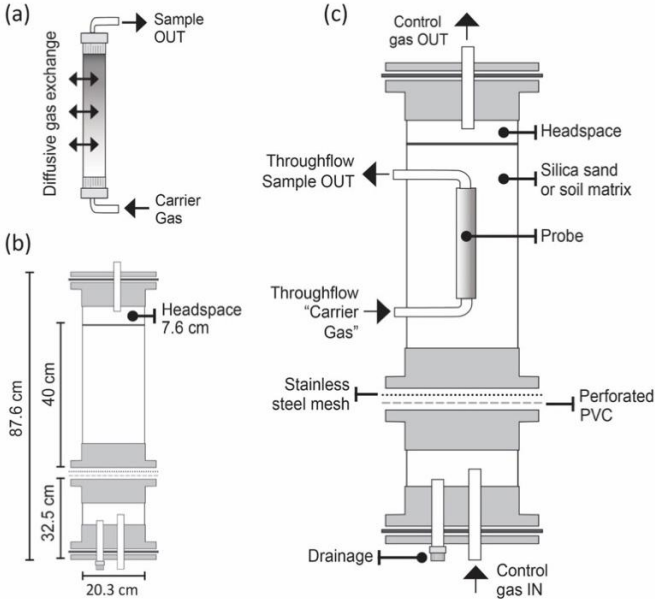 (a)
Sample
OUT
Diffusive gas exchange
Carrier
Gas
(b)
Headspace
7.6 cm
87.6 cm
40 cm
32.5 cm
20.3 cm
(c)
Control
gas OUT
Headspace
Throughflow
Sample OUT
Silica sand
or soil matrix
Probe
Throughflow
“Carrier
Gas”
Stainless
steel mesh
Perforated
PVC
Drainage
Control
gas IN